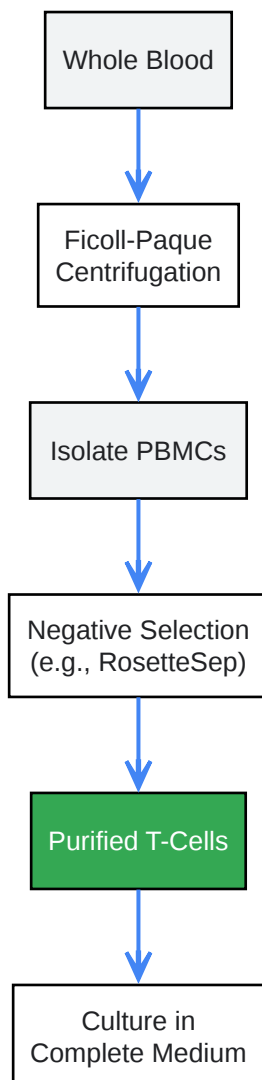 Whole Blood
Ficoll-Paque
Centrifugation
Isolate PBMCs
Negative Selection
(e.g., RosetteSep)
Purified T-Cells
Culture in
Complete Medium